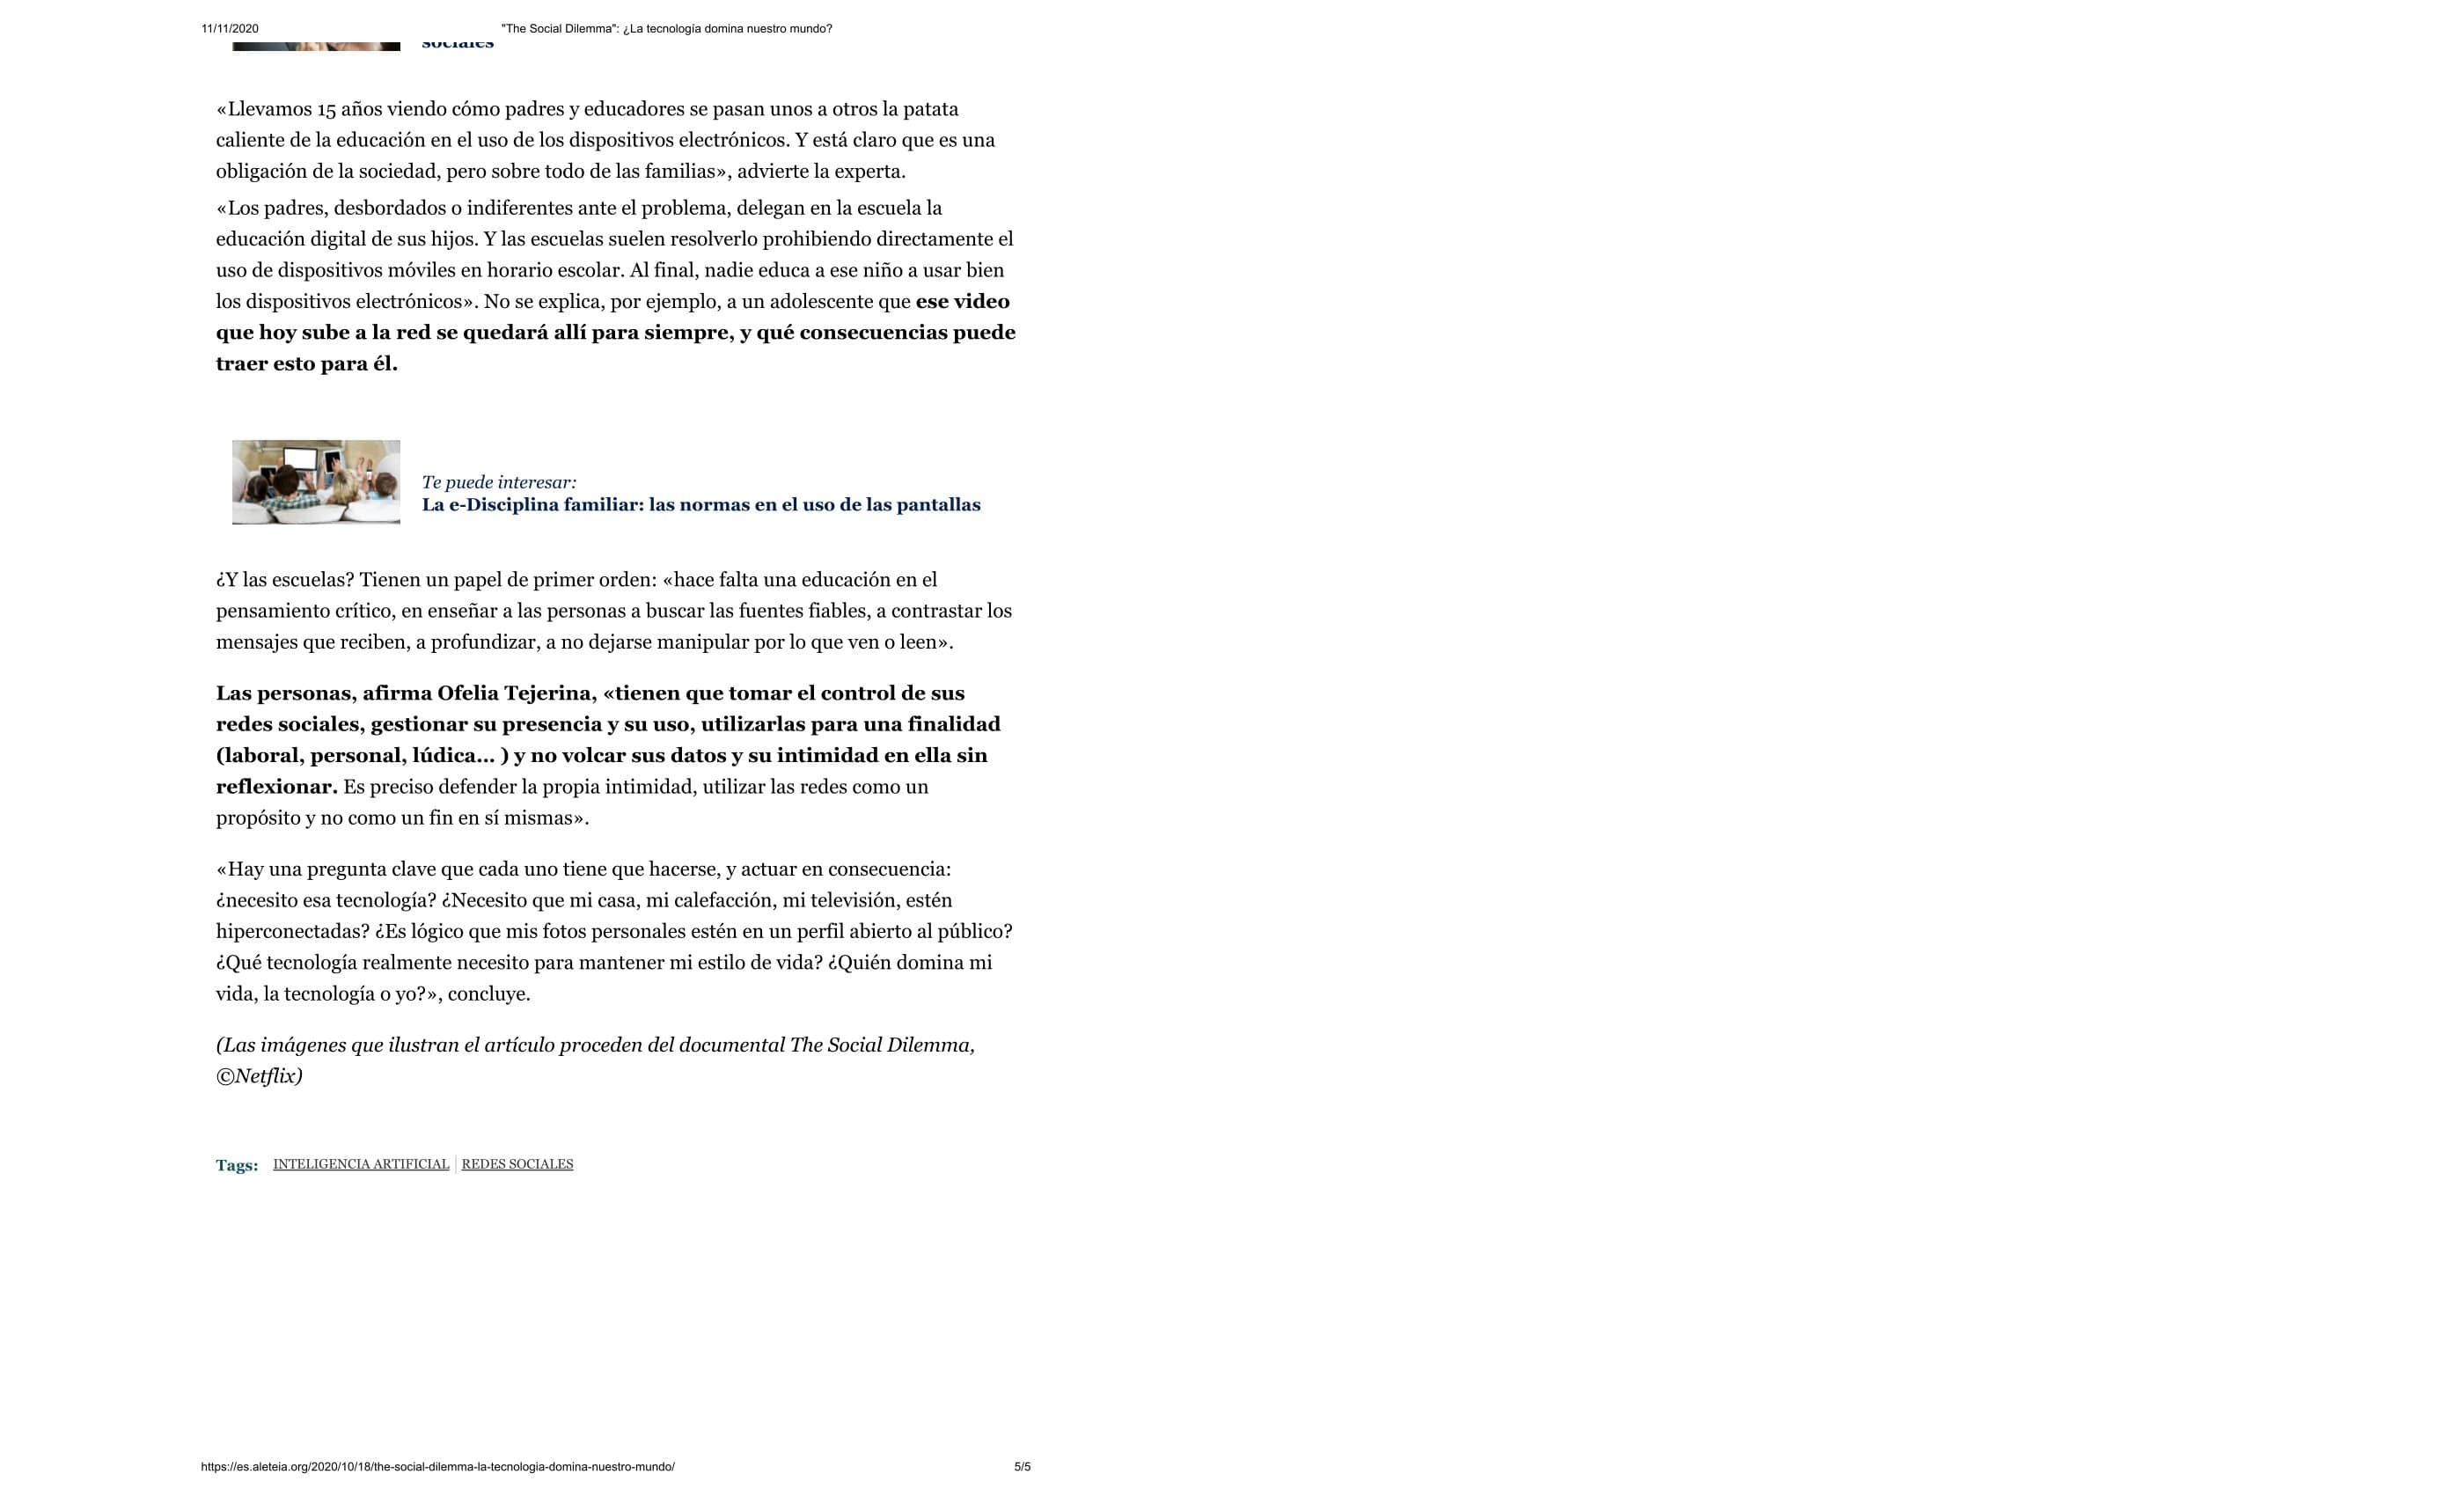 11/11/2020 "The Social Dilemma": ¿La tecnología domina nuestro mundo?
sociales
«Llevamos 15 años viendo cómo padres y educadores se pasan unos a otros la patata
caliente de la educación en el uso de los dispositivos electrónicos. Y está claro que es una
obligación de la sociedad, pero sobre todo de las familias», advierte la experta.
«Los padres, desbordados o indiferentes ante el problema, delegan en la escuela la
educación digital de sus hijos. Y las escuelas suelen resolverlo prohibiendo directamente el
uso de dispositivos móviles en horario escolar. Al final, nadie educa a ese niño a usar bien
los dispositivos electrónicos». No se explica, por ejemplo, a un adolescente que ese video
que hoy sube a la red se quedará allí para siempre, y qué consecuencias puede
traer esto para él.
Te puede interesar:
La e-Disciplina familiar: las normas en el uso de las pantallas
¿Y las escuelas? Tienen un papel de primer orden: «hace falta una educación en el
pensamiento crítico, en enseñar a las personas a buscar las fuentes fiables, a contrastar los
mensajes que reciben, a profundizar, a no dejarse manipular por lo que ven o leen».
Las personas, afirma Ofelia Tejerina, «tienen que tomar el control de sus
redes sociales, gestionar su presencia y su uso, utilizarlas para una finalidad
(laboral, personal, lúdica... ) y no volcar sus datos y su intimidad en ella sin
reflexionar. Es preciso defender la propia intimidad, utilizar las redes como un
propósito y no como un fin en sí mismas».
«Hay una pregunta clave que cada uno tiene que hacerse, y actuar en consecuencia:
¿necesito esa tecnología? ¿Necesito que mi casa, mi calefacción, mi televisión, estén
hiperconectadas? ¿Es lógico que mis fotos personales estén en un perfil abierto al público?
¿Qué tecnología realmente necesito para mantener mi estilo de vida? ¿Quién domina mi
vida, la tecnología o yo?», concluye.
(Las imágenes que ilustran el artículo proceden del documental The Social Dilemma,
©Netflix)
Tags: INTELIGENCIA ARTIFICIAL REDES SOCIALES
https://es.aleteia.org/2020/10/18/the-social-dilemma-la-tecnologia-domina-nuestro-mundo/ 5/5